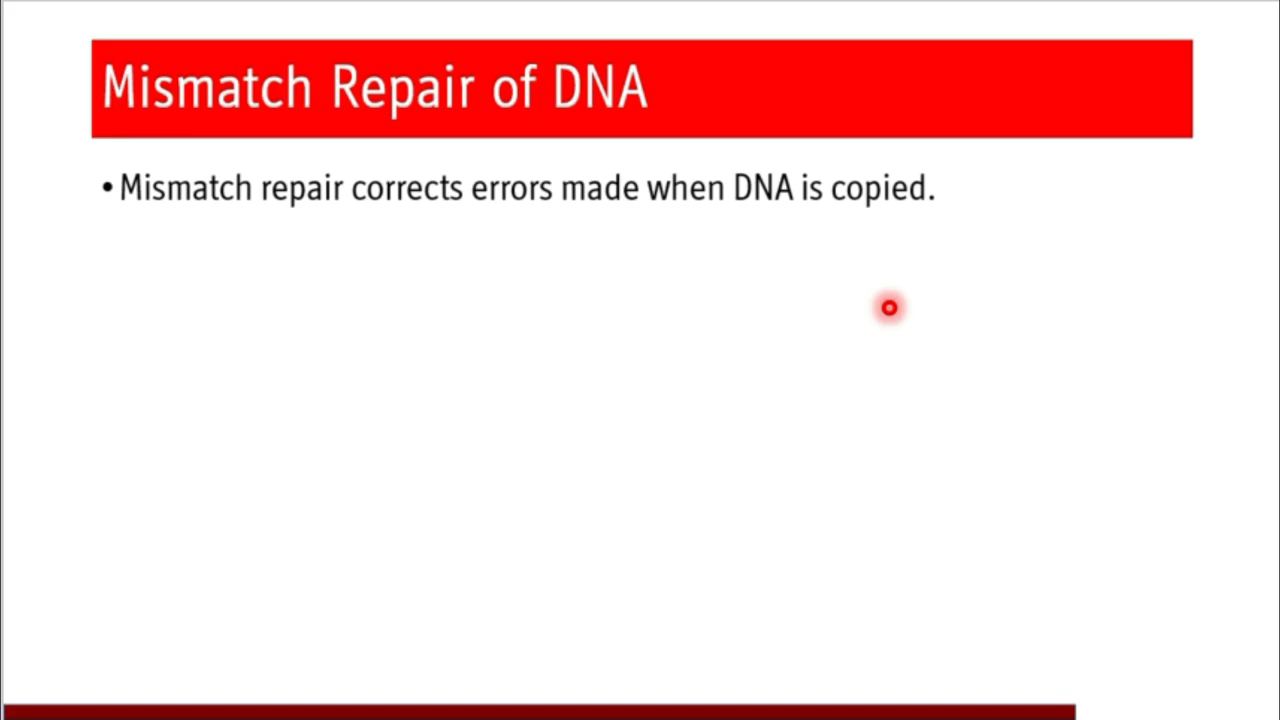 Mismatch Repair of DNA
• Mismatch repair corrects errors made when DNA is copied.